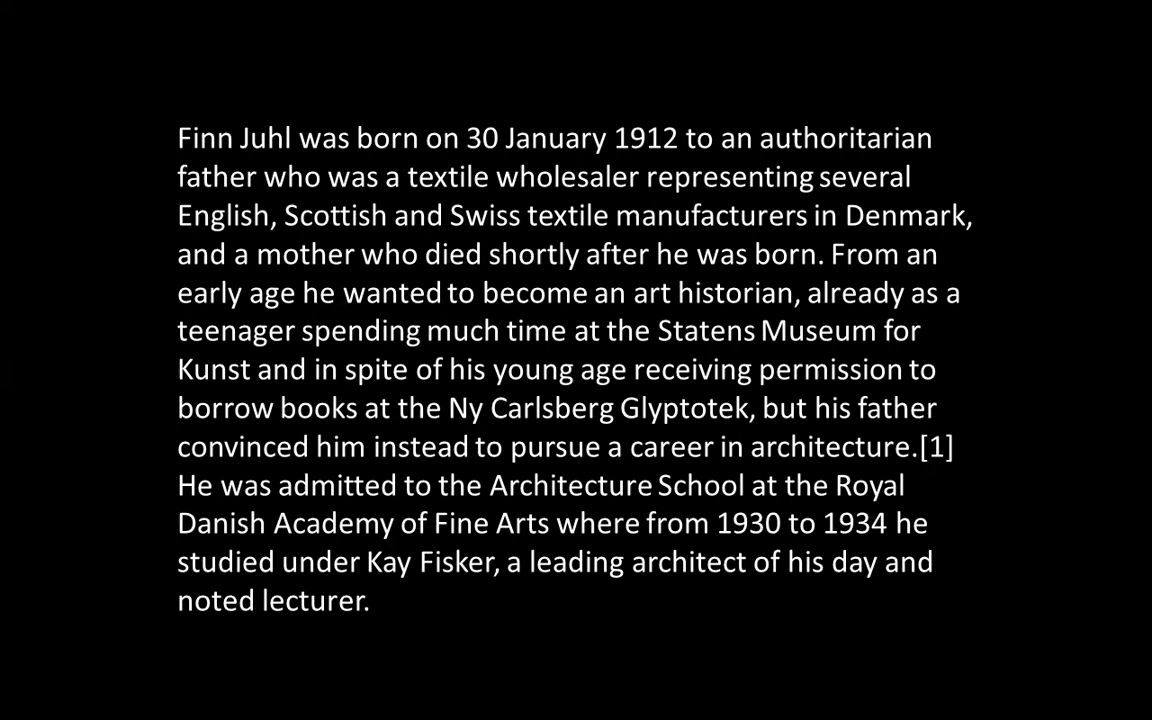 Finn Juhl was born on 30 January 1912 to an authoritarian
father who was a textile wholesaler representing several
English, Scottish and Swiss textile manufacturers in Denmark,
and a mother who died shortly after he was born. From an
early age he wanted to become an art historian, already as a
teenager spending much time at the Statens Museum for
Kunst and in spite of his young age receiving permission to
borrow books at the Ny Carlsberg Glyptotek, but his father
convinced him instead to pursue a career in architecture.[1]
He was admitted to the Architecture School at the Royal
Danish Academy of Fine Arts where from 1930 to 1934 he
studied under Kay Fisker, a leading architect of his day and
noted lecturer.